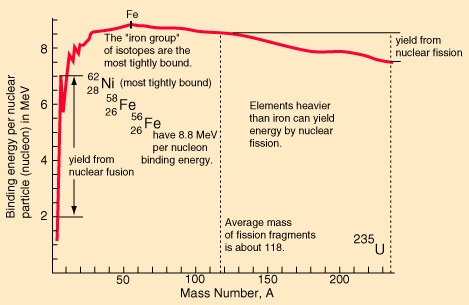 Fe
The "iron group"
of isotopes are the
most tightly bound.
62
28 Ni (most tightly bound)
58
26 Fe
56
26 Fe
have 8.8 MeV
per nucleon
binding energy.
yield from
nuclear fusion
Elements heavier
than iron can yield
energy by nuclear
fission.
yield from
nuclear fission
Average mass
of fission fragments
is about 118.
235
U
Binding energy per nuclear
particle (nucleon) in MeV
8
6
4
2
50
100
150
200
Mass Number, A